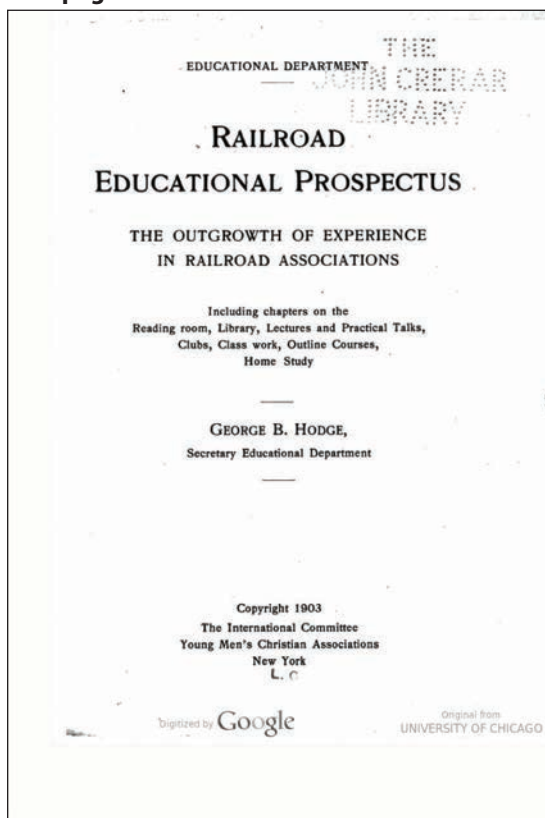 EDUCATIONAL DEPARTMENT
THE
JOHN CRERAR
LIBRARY
RAILROAD
EDUCATIONAL PROSPECTUS
THE OUTGROWTH OF EXPERIENCE
IN RAILROAD ASSOCIATIONS
Including chapters on the
Reading room, Library, Lectures and Practical Talks,
Clubs, Class work, Outline Courses,
Home Study
GEORGE B. HODGE,
Secretary Educational Department
Copyright 1903
The International Committee
Young Men's Christian Associations
New York
L. C
Digitized by Google
Original from
UNIVERSITY OF CHICAGO